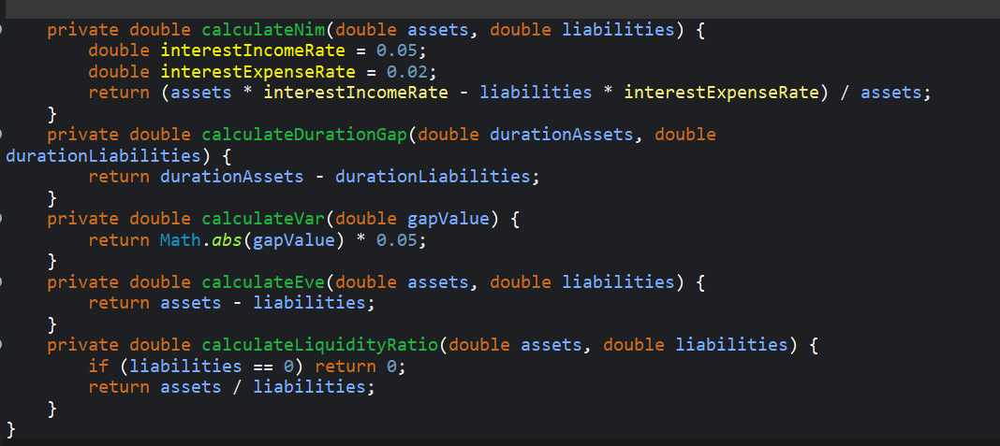 private double calculateNim(double assets, double liabilities) {
        double interestIncomeRate = 0.05;
        double interestExpenseRate = 0.02;
        return (assets * interestIncomeRate - liabilities * interestExpenseRate) / assets;
    }
    private double calculateDurationGap(double durationAssets, double
durationLiabilities) {
        return durationAssets - durationLiabilities;
    }
    private double calculateVar(double gapValue) {
        return Math.abs(gapValue) * 0.05;
    }
    private double calculateEve(double assets, double liabilities) {
        return assets - liabilities;
    }
    private double calculateLiquidityRatio(double assets, double liabilities) {
        if (liabilities == 0) return 0;
        return assets / liabilities;
    }
}